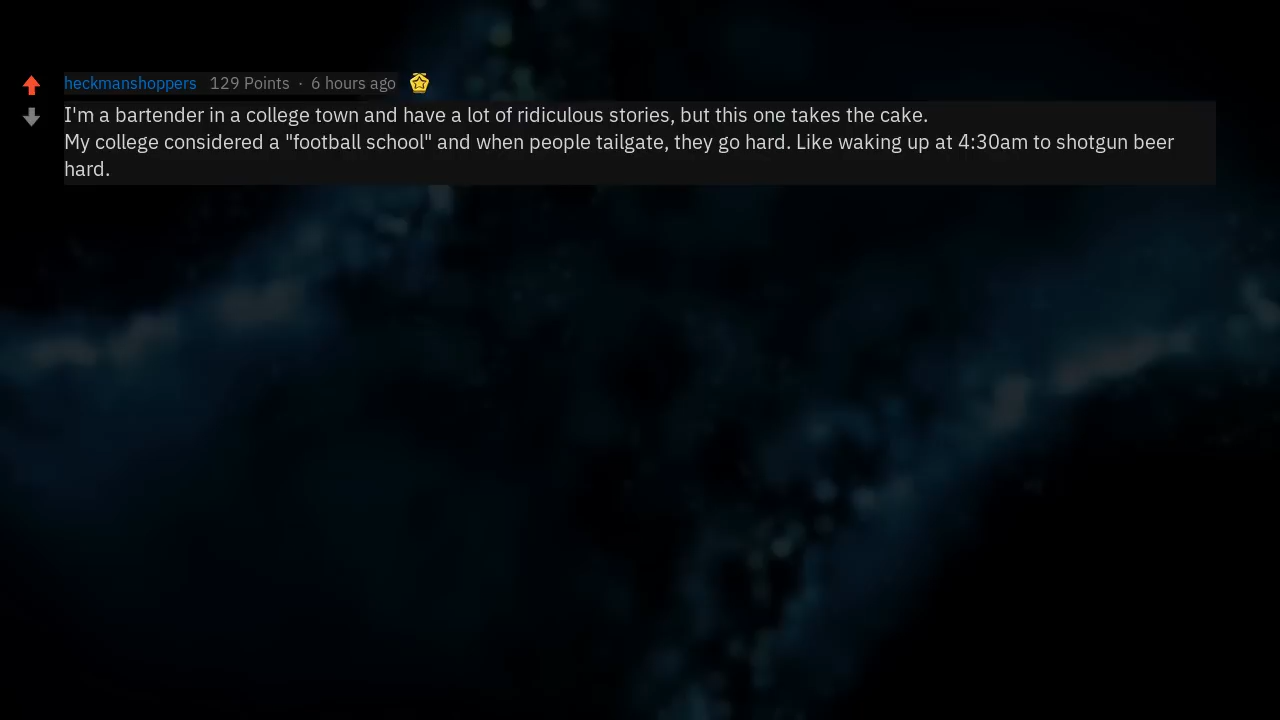 heckmanshoppers 129 Points · 6 hours ago
I'm a bartender in a college town and have a lot of ridiculous stories, but this one takes the cake.
My college considered a "football school" and when people tailgate, they go hard. Like waking up at 4:30am to shotgun beer
hard.